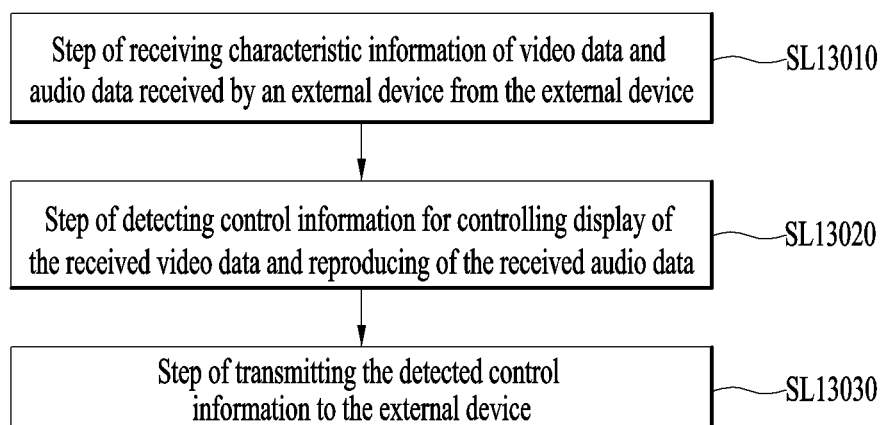 Step of receiving characteristic information of video data and
audio data received by an external device from the external device
SL13010
Step of detecting control information for controlling display of
the received video data and reproducing of the received audio data
SL13020
Step of transmitting the detected control
information to the external device
SL13030